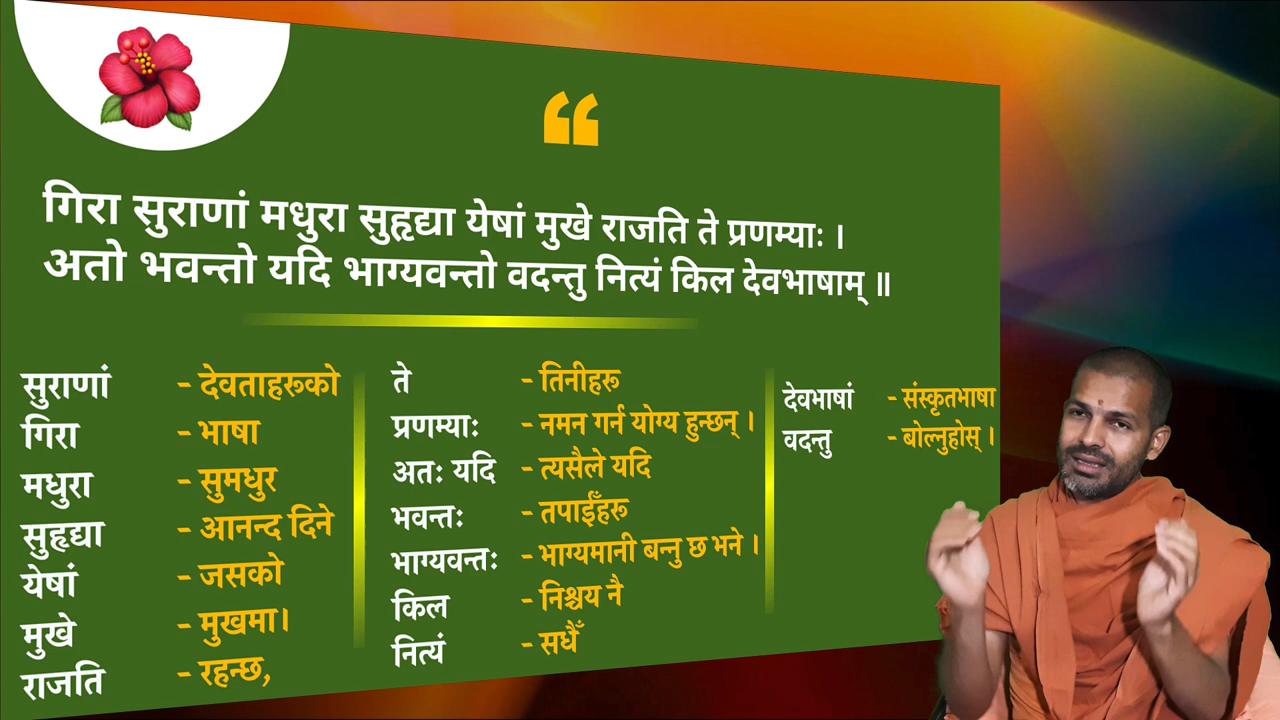 “
गिरा सुराणां मधुरा सुहृद्या येषां मुखे राजति ते प्रणम्याः ।
अतो भवन्तो यदि भाग्यवन्तो वदन्तु नित्यं किल देवभाषाम् ॥
सुराणां - देवताहरूको
गिरा - भाषा
मधुरा - सुमधुर
सुहृद्या - आनन्द दिने
येषां - जसको
मुखे - मुखमा।
राजति - रहन्छ,
ते - तिनीहरू
प्रणम्याः - नमन गर्न योग्य हुन्छन् ।
अतः यदि - त्यसैले यदि
भवन्तः - तपाईँहरू
भाग्यवन्तः - भाग्यमानी बन्नु छ भने ।
किल - निश्चय नै
नित्यं - सधैँ
देवभाषां - संस्कृतभाषा
वदन्तु - बोल्नुहोस् ।